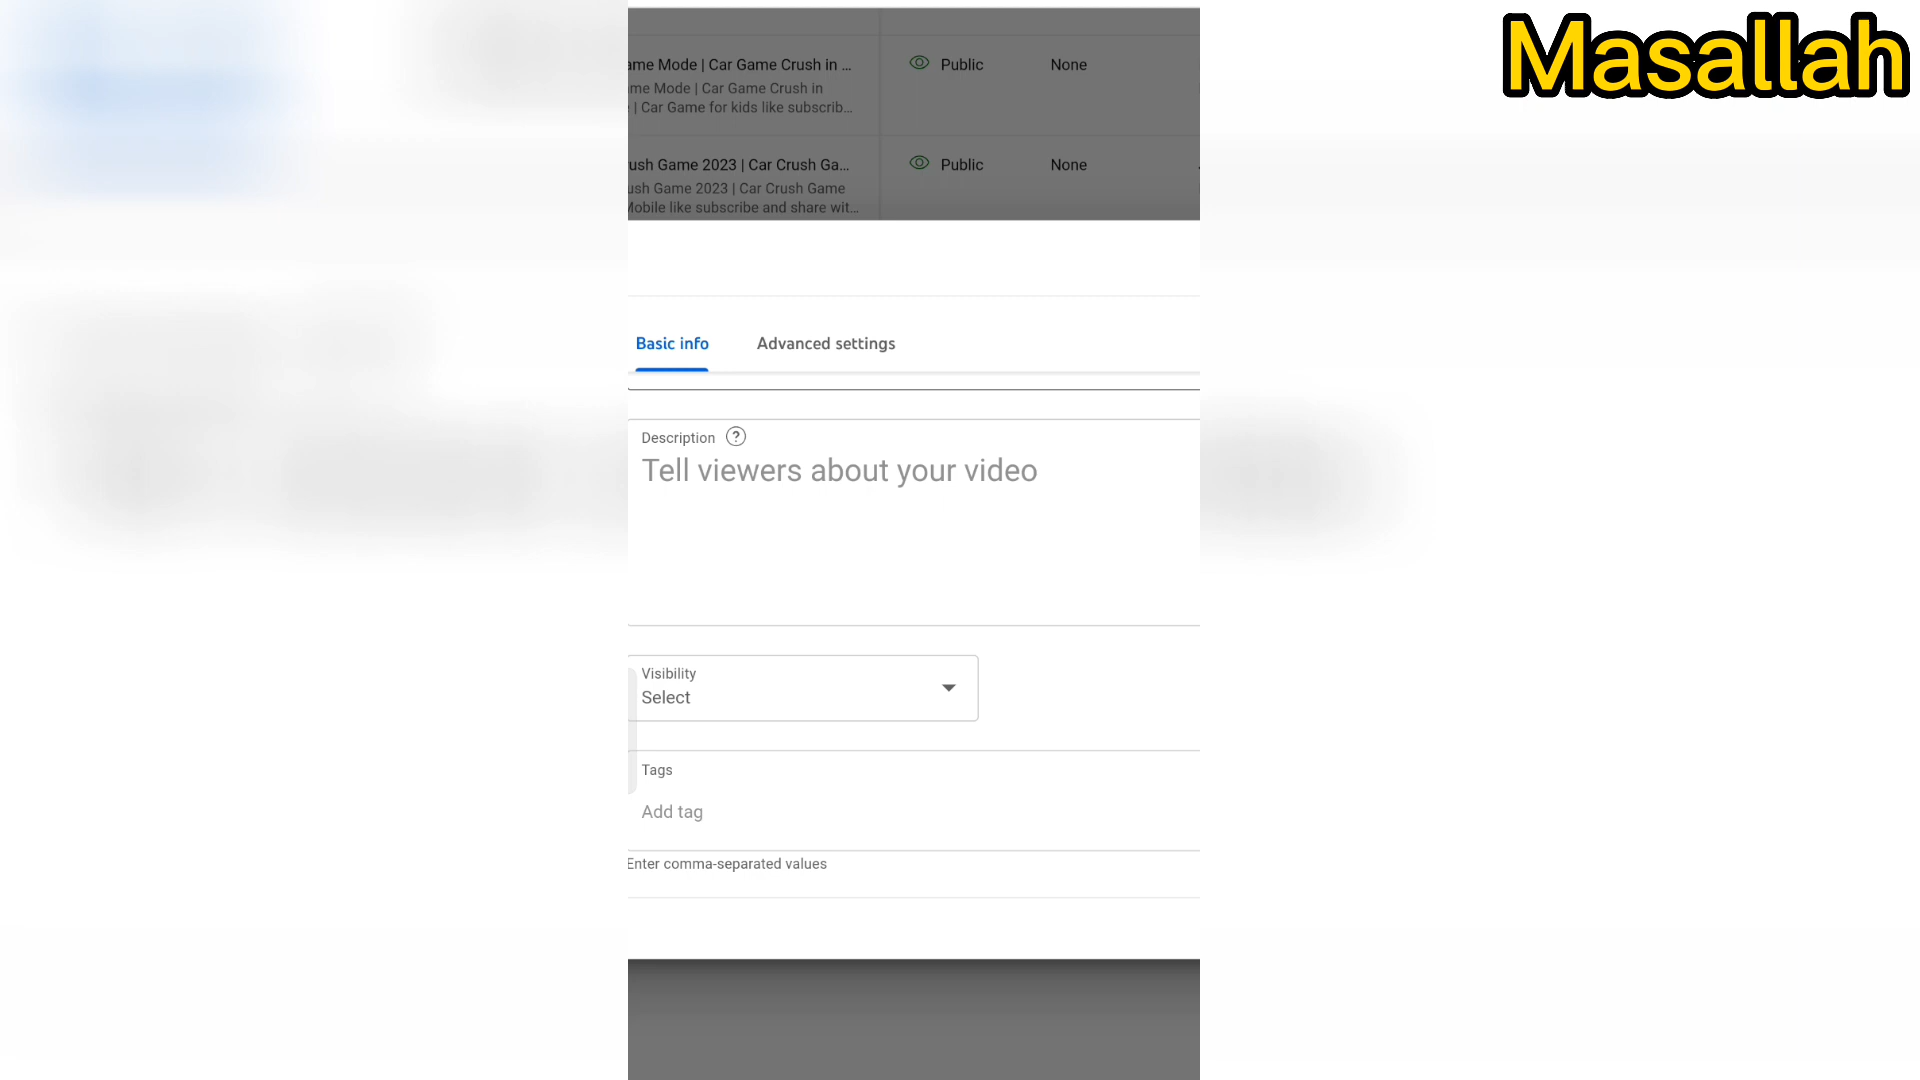 Masallah
ame Mode | Car Game Crush in ...
Public
None
me Mode | Car Game Crush in
| Car Game for kids like subscrib...
ush Game 2023 | Car Crush Ga...
Public
None
ush Game 2023 | Car Crush Game
Mobile like subscribe and share wit...
Basic info
Advanced settings
Description ?
Tell viewers about your video
Visibility
Select
Tags
Add tag
Enter comma-separated values